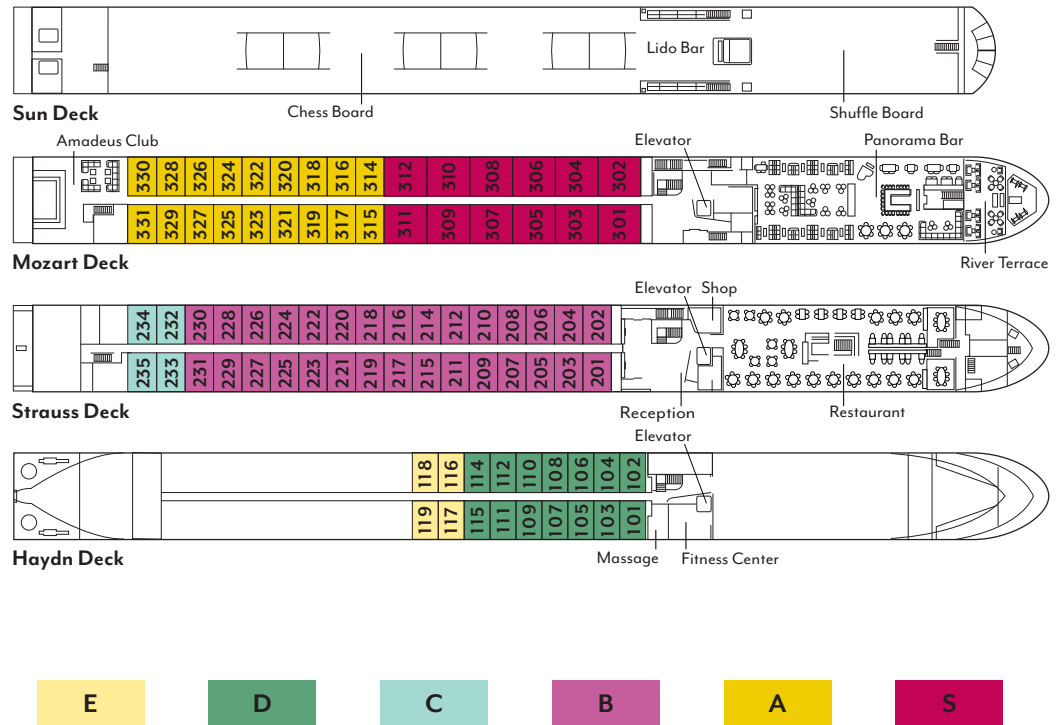 Lido Bar
Chess Board
Shuffle Board
Sun Deck
Amadeus Club
Elevator
Panorama Bar
330 328 326 324 322 320 318 316 314 312 310 308 306 304 302
331 329 327 325 323 321 319 317 315 311 309 307 305 303 301
Mozart Deck
River Terrace
Elevator Shop
234 232 230 228 226 224 222 220 218 216 214 212 210 208 206 204 202
235 233 231 229 227 225 223 221 219 217 215 211 209 207 205 203 201
Strauss Deck
Reception
Restaurant
Elevator
118 116 114 112 110 108 106 104 102
119 117 115 111 109 107 105 103 101
Haydn Deck
Massage
Fitness Center
E D C B A S